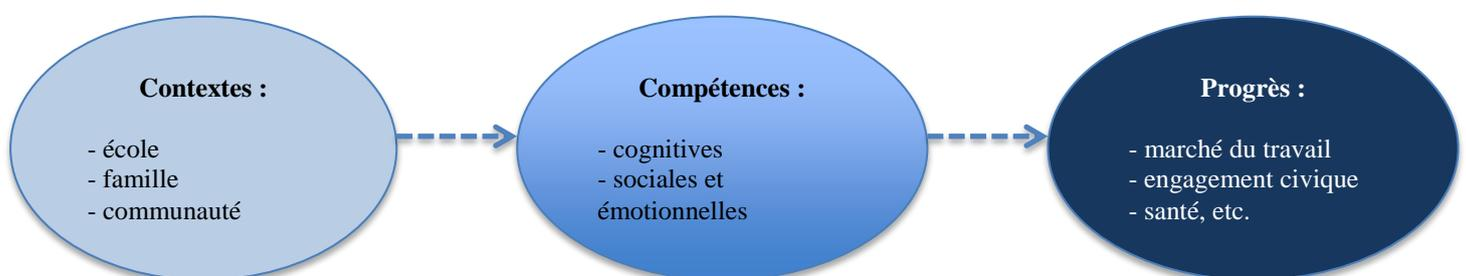 Contextes :
- école
- famille
- communauté
Compétences :
- cognitives
- sociales et
émotionnelles
Progrès :
- marché du travail
- engagement civique
- santé, etc.